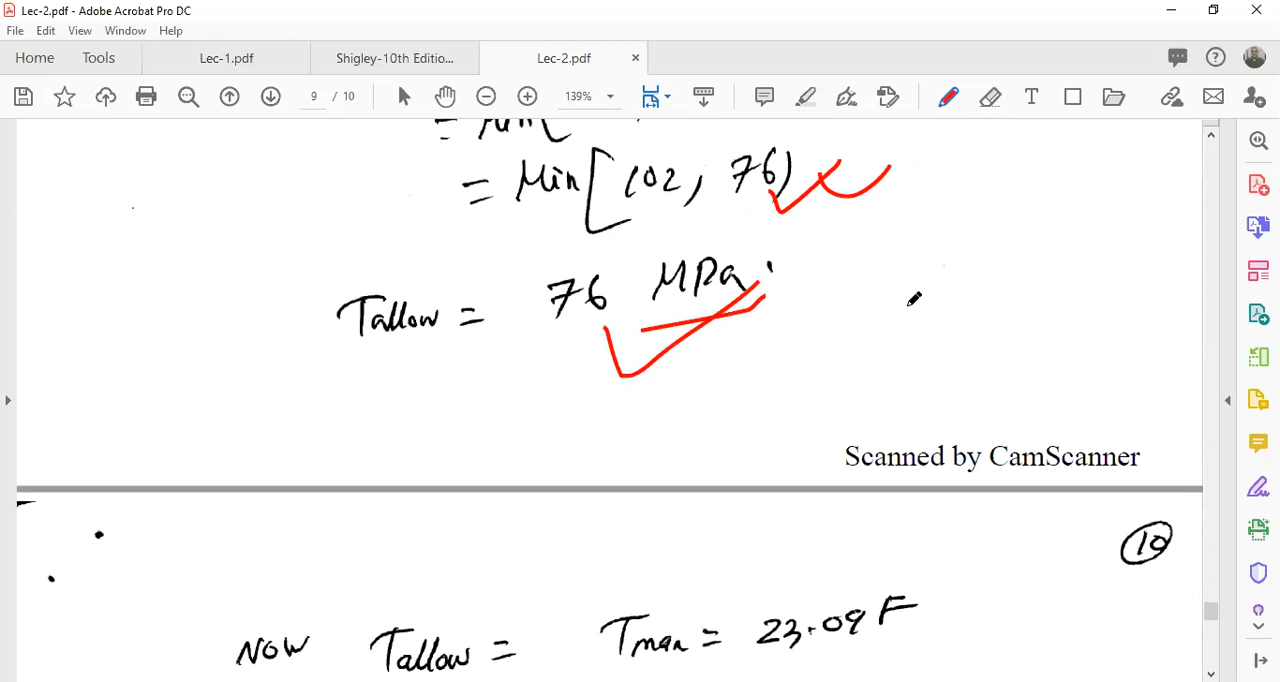 Lec-2.pdf - Adobe Acrobat Pro DC
File Edit View Window Help
Home Tools Lec-1.pdf Shigley-10th Editio... Lec-2.pdf ×
9 / 10 139%
= Min
= Min [102, 76)
Tallow = 76 MPa
Scanned by CamScanner
10
NOW Tallow = Tmax = 23.09 F